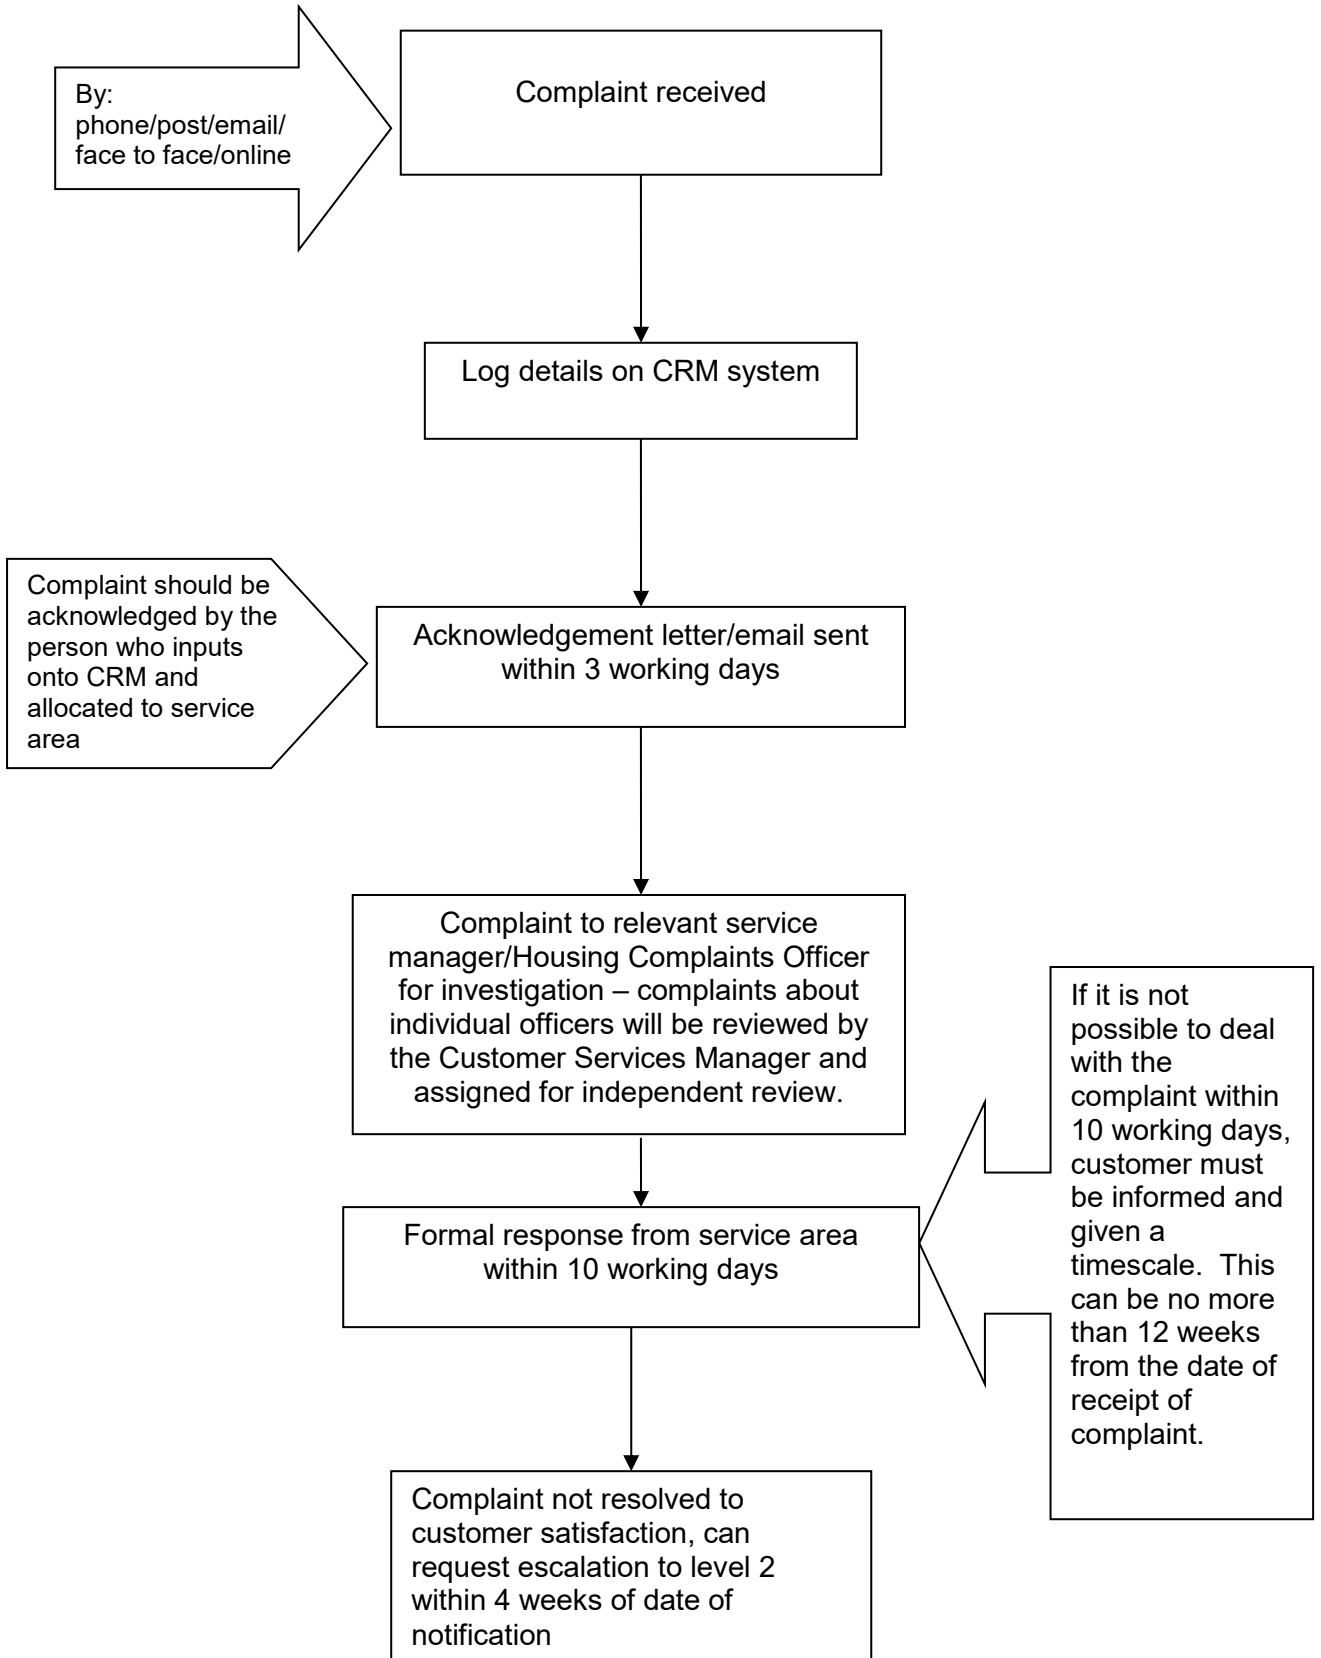 By:
phone/post/email/
face to face/online
Complaint received
Log details on CRM system
Complaint should be
acknowledged by the
person who inputs
onto CRM and
allocated to service
area
Acknowledgement letter/email sent
within 3 working days
Complaint to relevant service
manager/Housing Complaints Officer
for investigation – complaints about
individual officers will be reviewed by
the Customer Services Manager and
assigned for independent review.
If it is not
possible to deal
with the
complaint within
10 working days,
customer must
be informed and
given a
timescale.  This
can be no more
than 12 weeks
from the date of
receipt of
complaint.
Formal response from service area
within 10 working days
Complaint not resolved to
customer satisfaction, can
request escalation to level 2
within 4 weeks of date of
notification